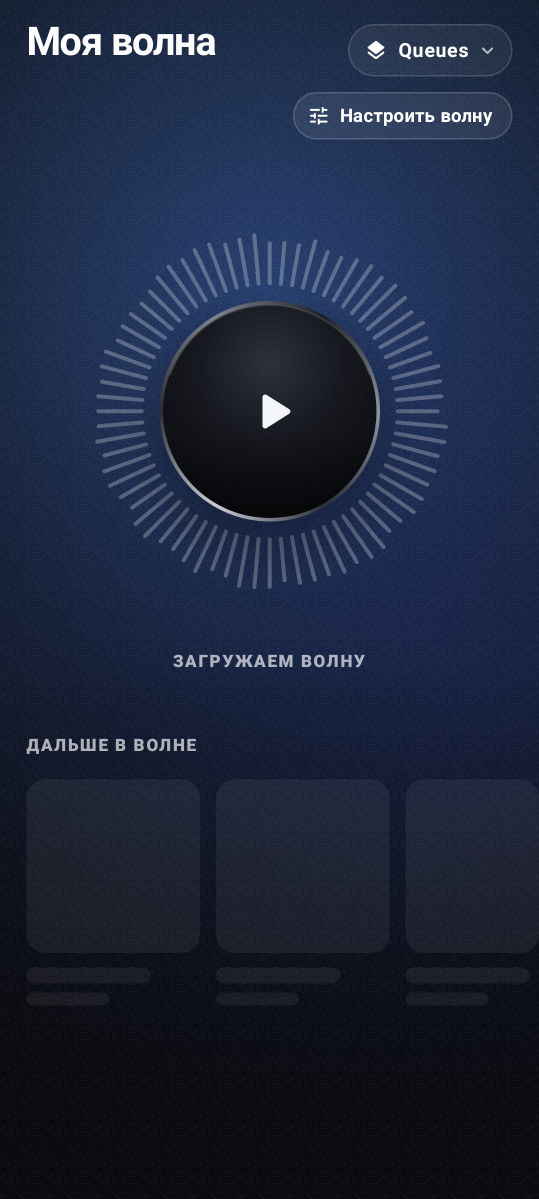 Моя волна
Queues
Настроить волну
ЗАГРУЖАЕМ ВОЛНУ
ДАЛЬШЕ В ВОЛНЕ